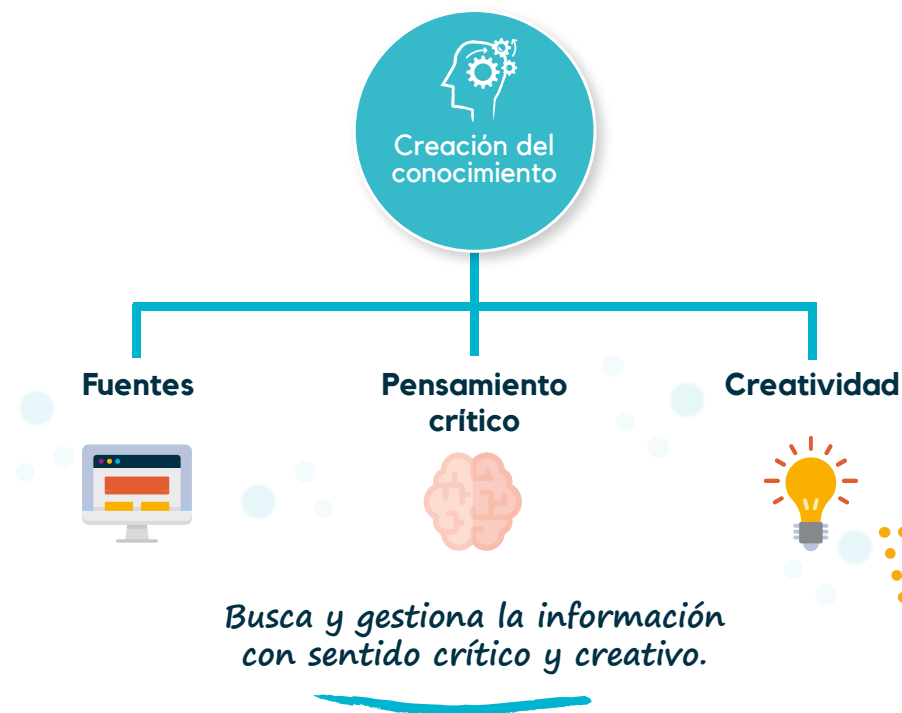 Creación del
conocimiento
Fuentes
Pensamiento
crítico
Creatividad
Busca y gestiona la información
con sentido crítico y creativo.